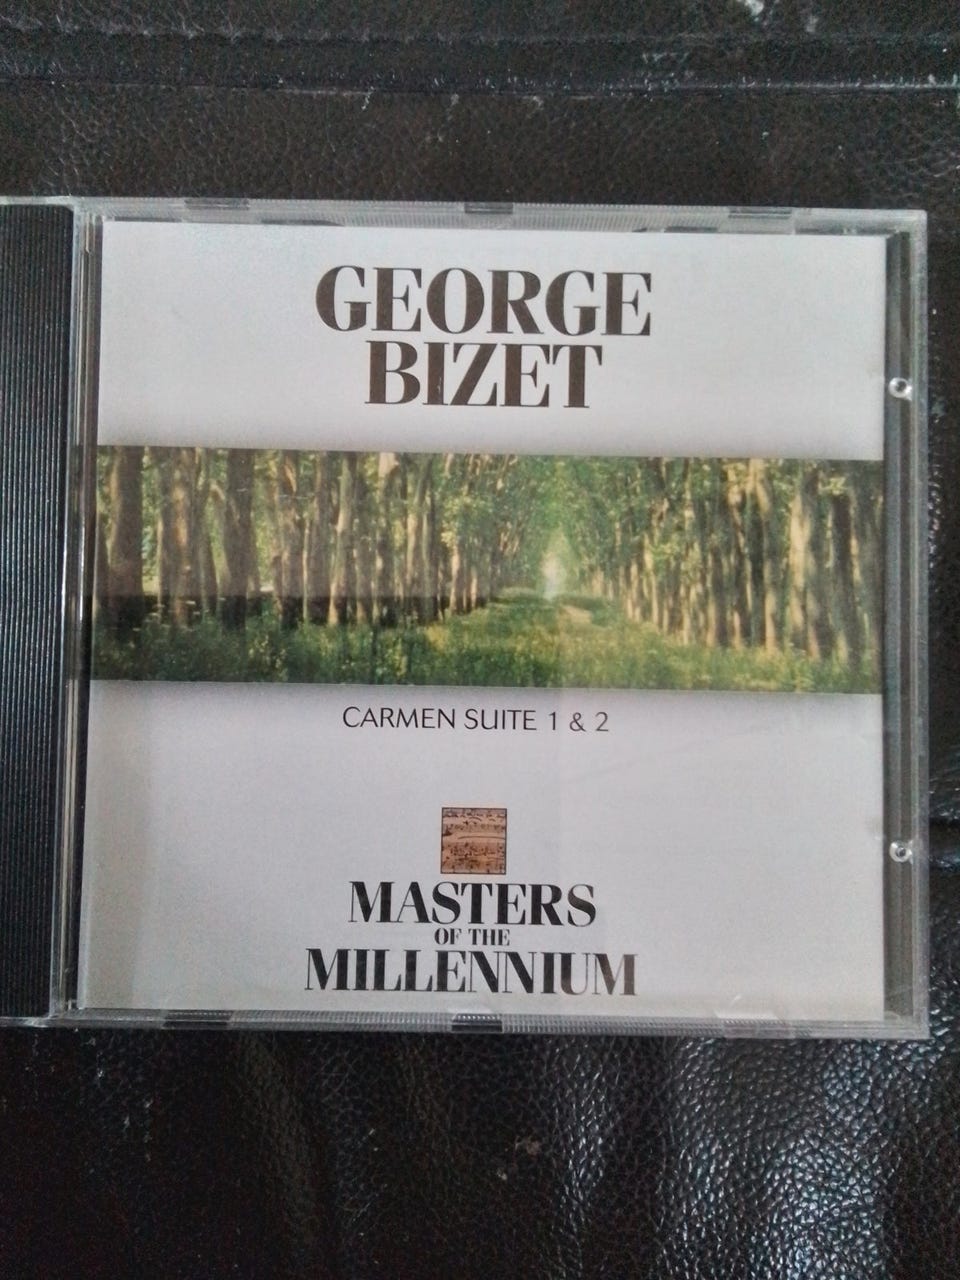 GEORGE
BIZET
CARMEN SUITE 1 & 2
MASTERS
OF THE
MILLENNIUM